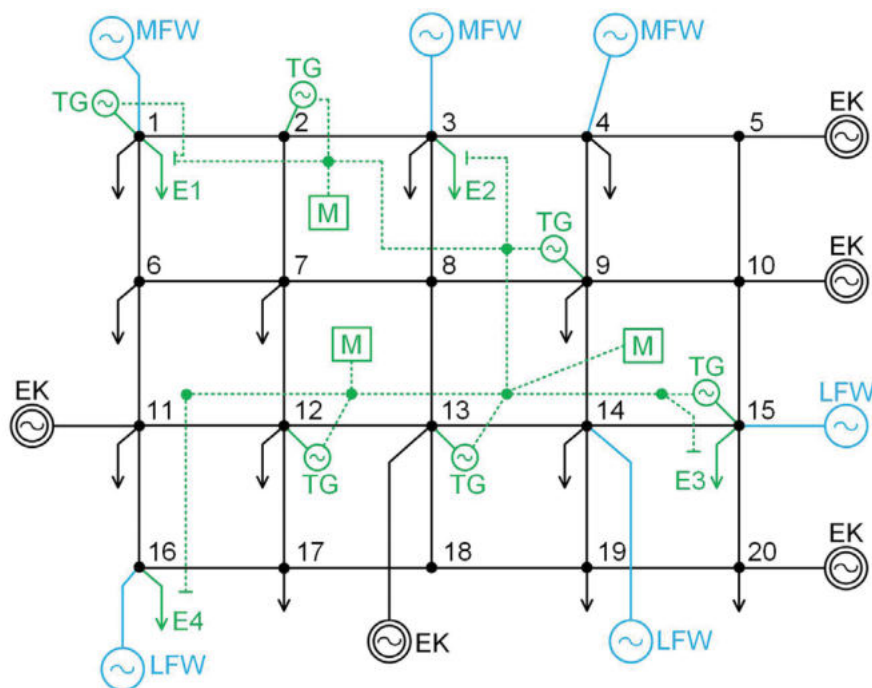 MFW MFW MFW
TG TG EK
1 2 3 4 5
E1 M E2 TG EK
6 7 8 9 10
M M TG
EK LFW
11 12 13 14 15
TG TG E3
16 17 18 19 20 EK
E4
LFW EK LFW